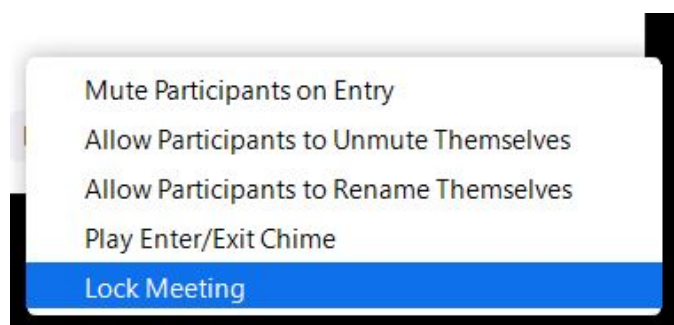 Mute Participants on Entry
Allow Participants to Unmute Themselves
Allow Participants to Rename Themselves
Play Enter/Exit Chime
Lock Meeting